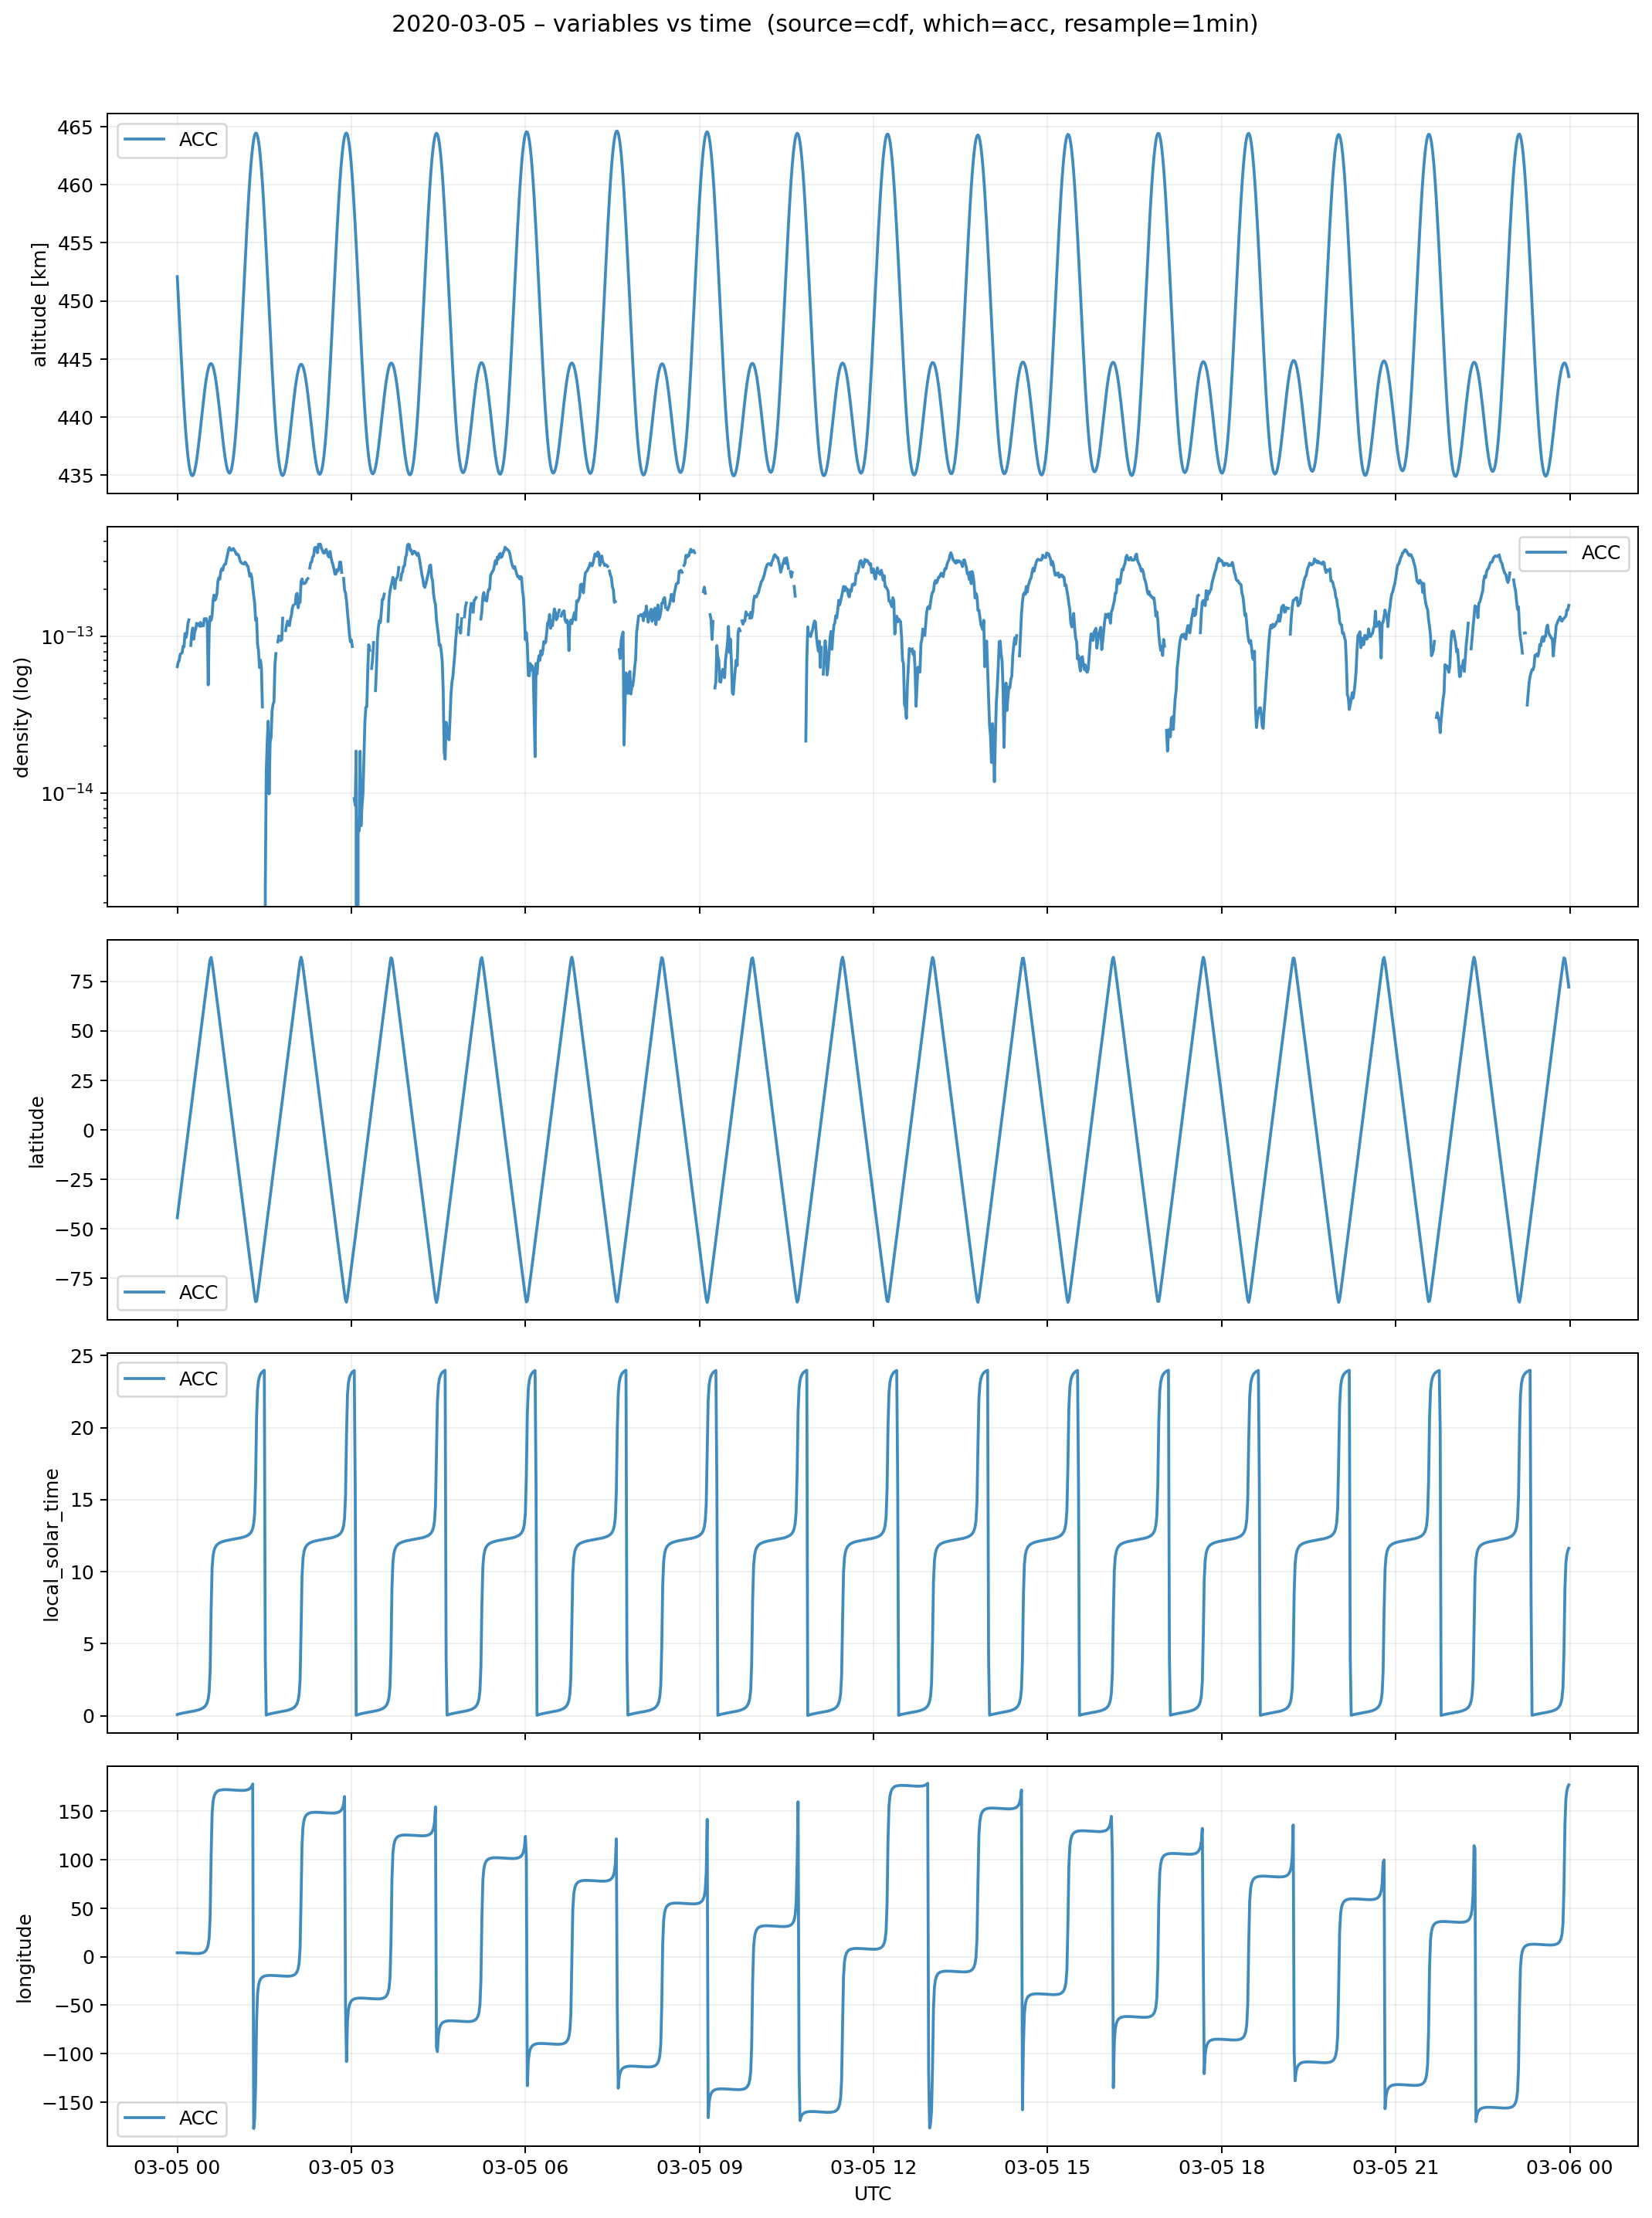 2020-03-05 – variables vs time  (source=cdf, which=acc, resample=1min)
465
460
455
450
445
440
435
altitude [km]
ACC
10⁻¹³
10⁻¹⁴
density (log)
ACC
75
50
25
0
−25
−50
−75
latitude
ACC
25
20
15
10
5
0
local_solar_time
ACC
150
100
50
0
−50
−100
−150
longitude
ACC
03-05 00 03-05 03 03-05 06 03-05 09 03-05 12 03-05 15 03-05 18 03-05 21 03-06 00
UTC